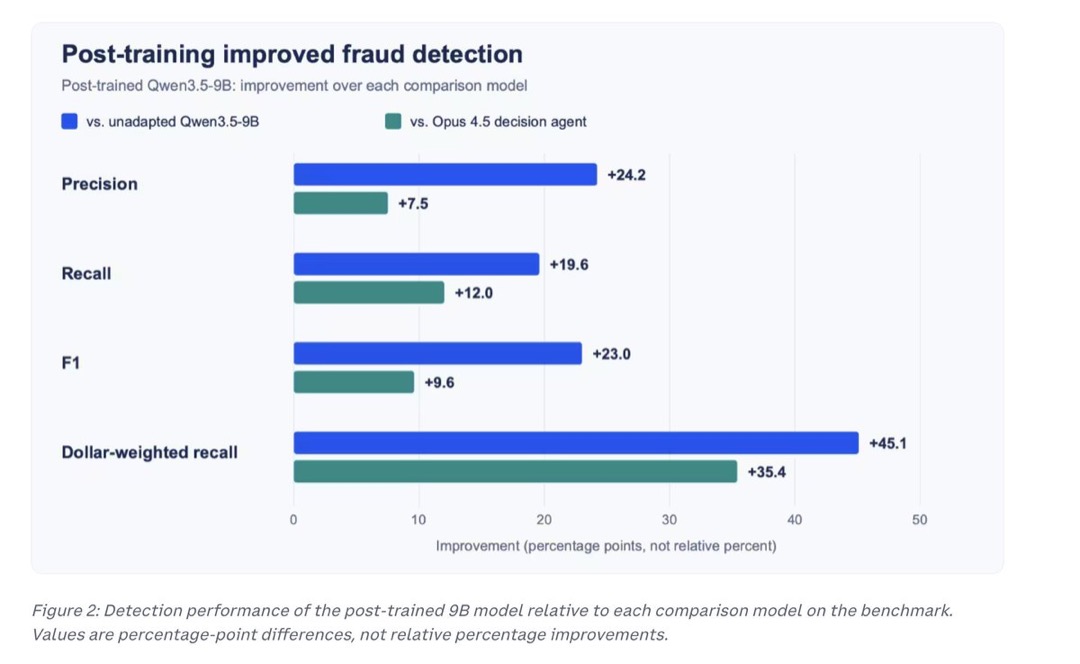 Post-training improved fraud detection
Post-trained Qwen3.5-9B: improvement over each comparison model
vs. unadapted Qwen3.5-9B
vs. Opus 4.5 decision agent
Precision
+24.2
+7.5
Recall
+19.6
+12.0
F1
+23.0
+9.6
Dollar-weighted recall
+45.1
+35.4
0 10 20 30 40 50
Improvement (percentage points, not relative percent)
Figure 2: Detection performance of the post-trained 9B model relative to each comparison model on the benchmark.
Values are percentage-point differences, not relative percentage improvements.